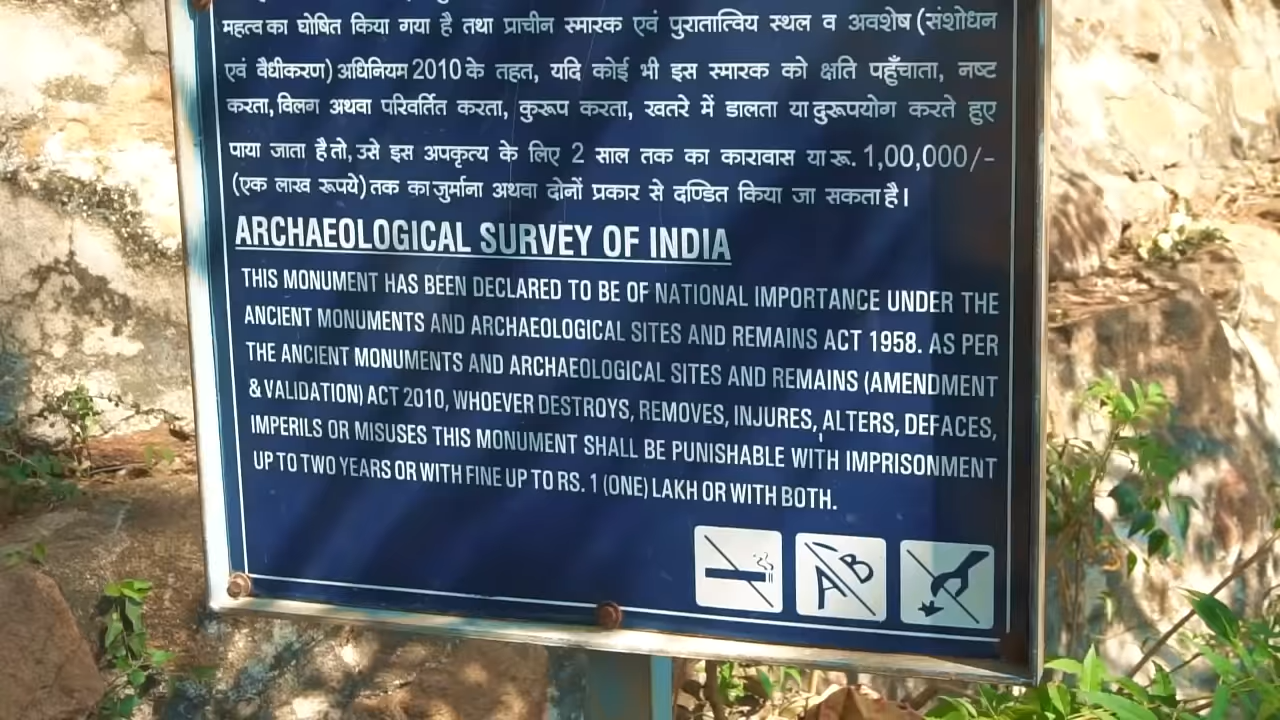 महत्व का घोषित किया गया है तथा प्राचीन स्मारक एवं पुरातात्विय स्थल व अवशेष (संशोधन
एवं वैधीकरण) अधिनियम 2010 के तहत, यदि कोई भी इस स्मारक को क्षति पहुँचाता, नष्ट
करता, विलग अथवा परिवर्तित करता, कुरूप करता, खतरे में डालता या दुरूपयोग करते हुए
पाया जाता है तो, उसे इस अपकृत्य के लिए 2 साल तक का कारावास या रू. 1,00,000/-
(एक लाख रूपये) तक का जुर्माना अथवा दोनों प्रकार से दण्डित किया जा सकता है।
ARCHAEOLOGICAL SURVEY OF INDIA
THIS MONUMENT HAS BEEN DECLARED TO BE OF NATIONAL IMPORTANCE UNDER THE
ANCIENT MONUMENTS AND ARCHAEOLOGICAL SITES AND REMAINS ACT 1958. AS PER
THE ANCIENT MONUMENTS AND ARCHAEOLOGICAL SITES AND REMAINS (AMENDMENT
& VALIDATION) ACT 2010, WHOEVER DESTROYS, REMOVES, INJURES, ALTERS, DEFACES,
IMPERILS OR MISUSES THIS MONUMENT SHALL BE PUNISHABLE WITH IMPRISONMENT
UP TO TWO YEARS OR WITH FINE UP TO RS. 1 (ONE) LAKH OR WITH BOTH.
AB